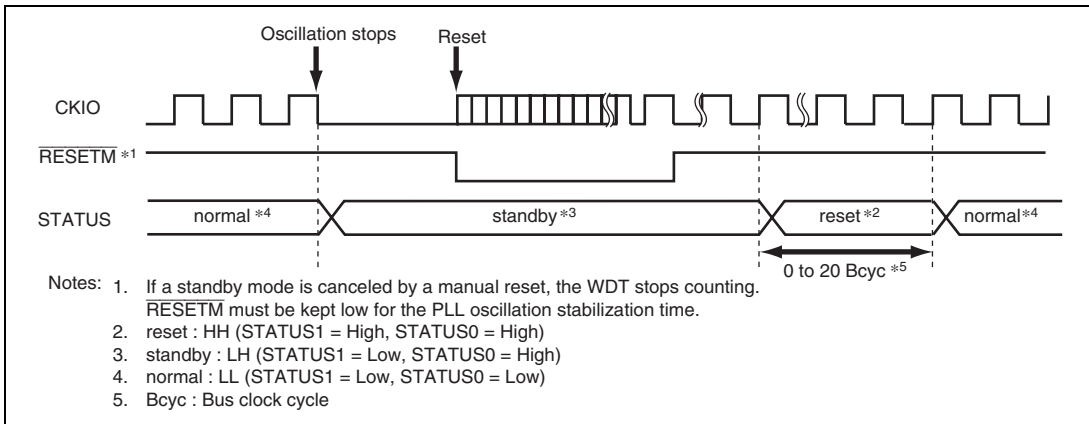 Oscillation stops Reset
CKIO
RESETM *1
STATUS normal *4 standby *3 reset *2 normal*4
0 to 20 Bcyc *5
Notes: 1. If a standby mode is canceled by a manual reset, the WDT stops counting.
RESETM must be kept low for the PLL oscillation stabilization time.
2. reset : HH (STATUS1 = High, STATUS0 = High)
3. standby : LH (STATUS1 = Low, STATUS0 = High)
4. normal : LL (STATUS1 = Low, STATUS0 = Low)
5. Bcyc : Bus clock cycle